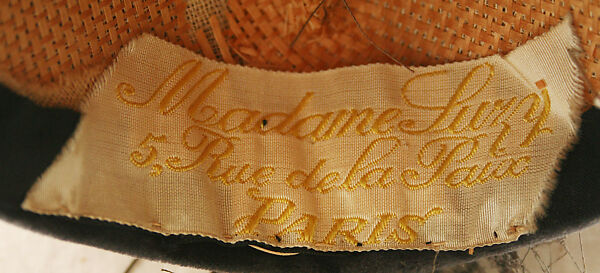 Madame Suzy
5, Rue de la Paix
PARIS